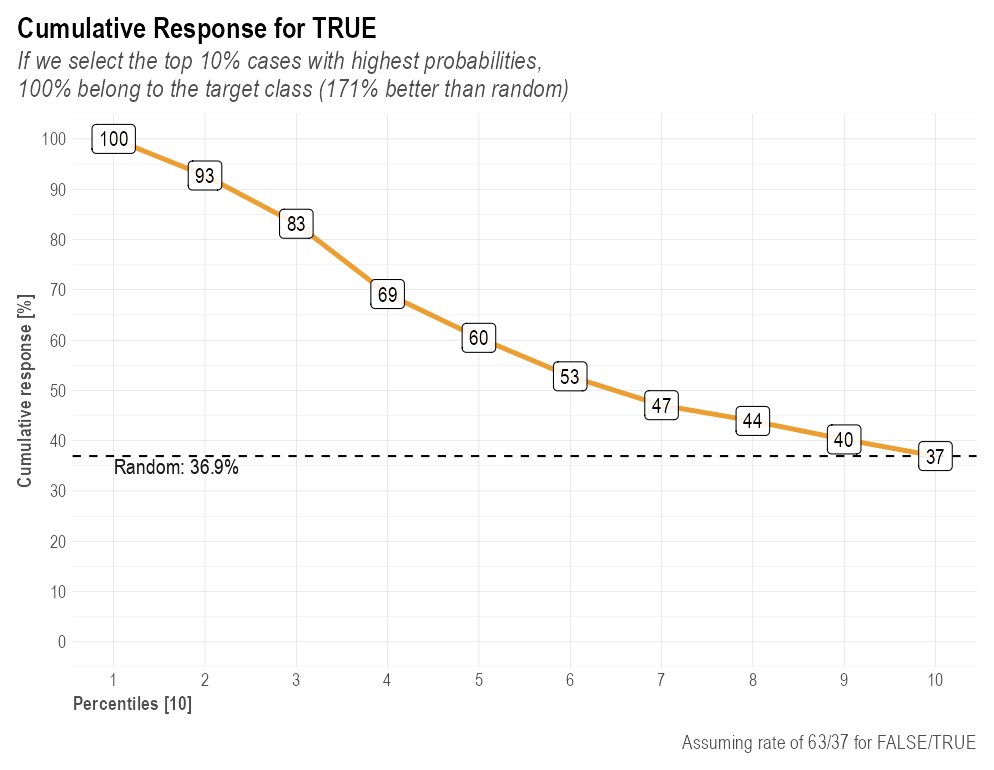 Cumulative Response for TRUE
If we select the top 10% cases with highest probabilities,
100% belong to the target class (171% better than random)
Cumulative response [%]
100
90
80
70
60
50
40
30
20
10
0
100
93
83
69
60
53
47
44
40
37
Random: 36.9%
1 2 3 4 5 6 7 8 9 10
Percentiles [10]
Assuming rate of 63/37 for FALSE/TRUE